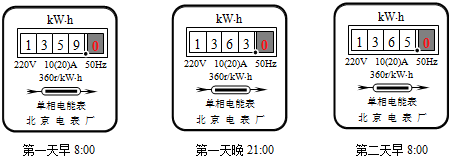 kW·h
1 3 5 9 0
220V 10(20)A 50Hz
360r/kW·h
单相电能表
北京电表厂
第一天早 8:00
kW·h
1 3 6 3 0
220V 10(20)A 50Hz
360r/kW·h
单相电能表
北京电表厂
第一天晚 21:00
kW·h
1 3 6 5 0
220V 10(20)A 50Hz
360r/kW·h
单相电能表
北京电表厂
第二天早 8:00